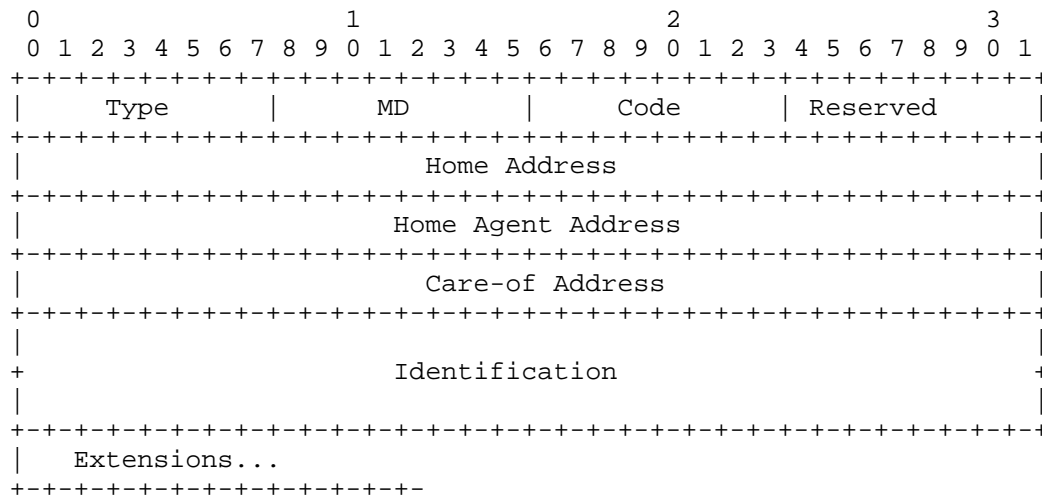 0                   1                   2                   3
 0 1 2 3 4 5 6 7 8 9 0 1 2 3 4 5 6 7 8 9 0 1 2 3 4 5 6 7 8 9 0 1
+-+-+-+-+-+-+-+-+-+-+-+-+-+-+-+-+-+-+-+-+-+-+-+-+-+-+-+-+-+-+-+-+
|     Type      |      MD       |     Code      | Reserved      |
+-+-+-+-+-+-+-+-+-+-+-+-+-+-+-+-+-+-+-+-+-+-+-+-+-+-+-+-+-+-+-+-+
|                         Home Address                          |
+-+-+-+-+-+-+-+-+-+-+-+-+-+-+-+-+-+-+-+-+-+-+-+-+-+-+-+-+-+-+-+-+
|                       Home Agent Address                      |
+-+-+-+-+-+-+-+-+-+-+-+-+-+-+-+-+-+-+-+-+-+-+-+-+-+-+-+-+-+-+-+-+
|                         Care-of Address                       |
+-+-+-+-+-+-+-+-+-+-+-+-+-+-+-+-+-+-+-+-+-+-+-+-+-+-+-+-+-+-+-+-+
|                                                               |
+                       Identification                          +
|                                                               |
+-+-+-+-+-+-+-+-+-+-+-+-+-+-+-+-+-+-+-+-+-+-+-+-+-+-+-+-+-+-+-+-+
|   Extensions...
+-+-+-+-+-+-+-+-+-+-+-+-+-